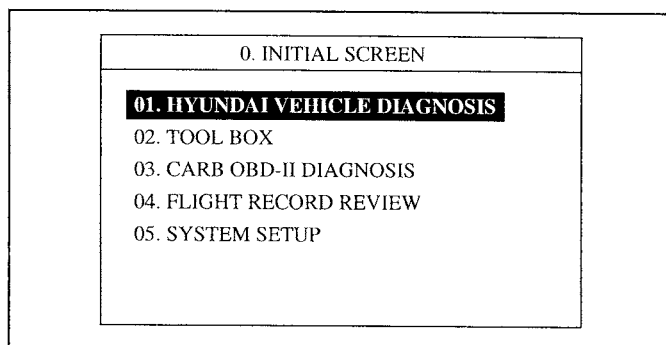 0. INITIAL SCREEN
01. HYUNDAI VEHICLE DIAGNOSIS
02. TOOL BOX
03. CARB OBD-II DIAGNOSIS
04. FLIGHT RECORD REVIEW
05. SYSTEM SETUP